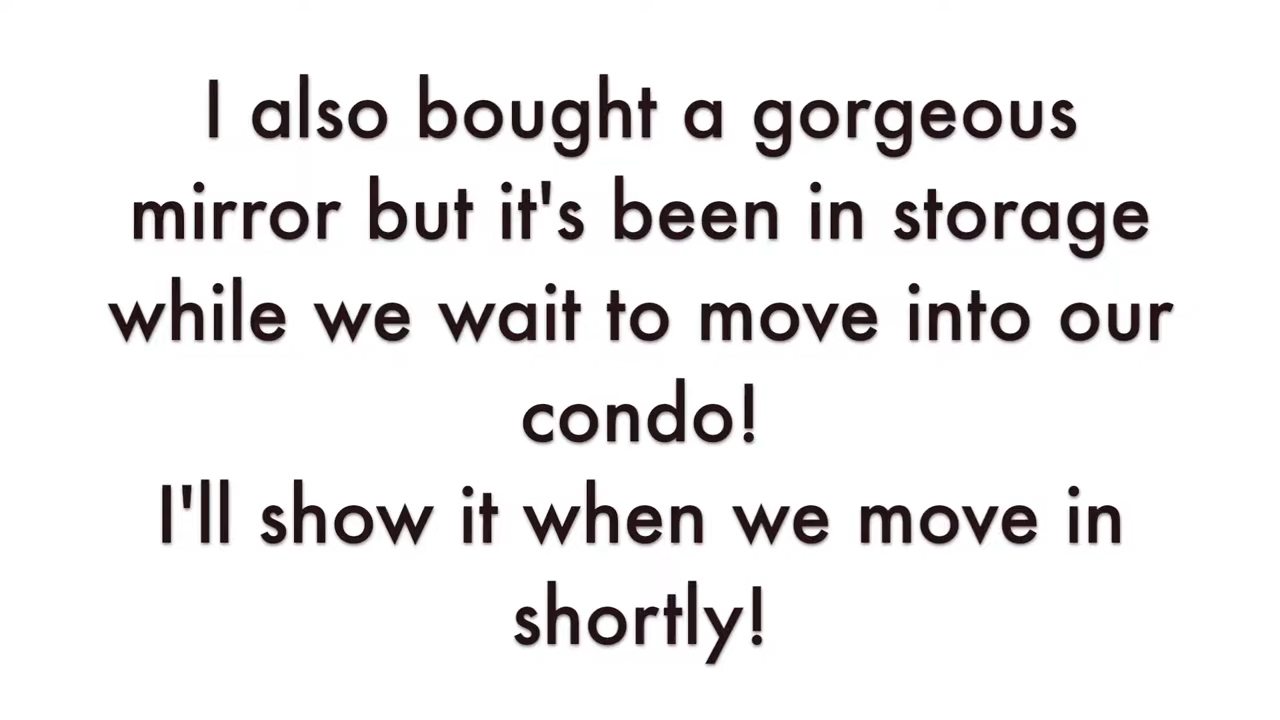 I also bought a gorgeous
mirror but it's been in storage
while we wait to move into our
condo!
I'll show it when we move in
shortly!